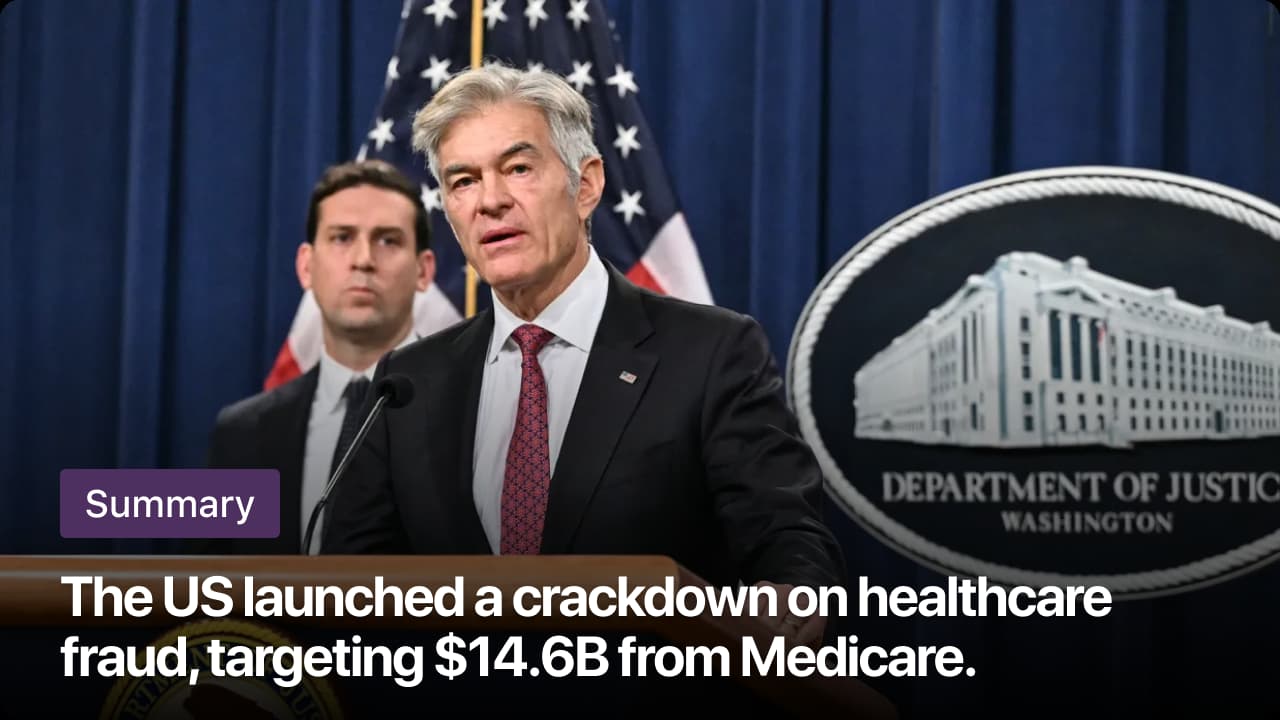 DEPARTMENT OF JUSTIC
WASHINGTON
Summary
The US launched a crackdown on healthcare
fraud, targeting $14.6B from Medicare.